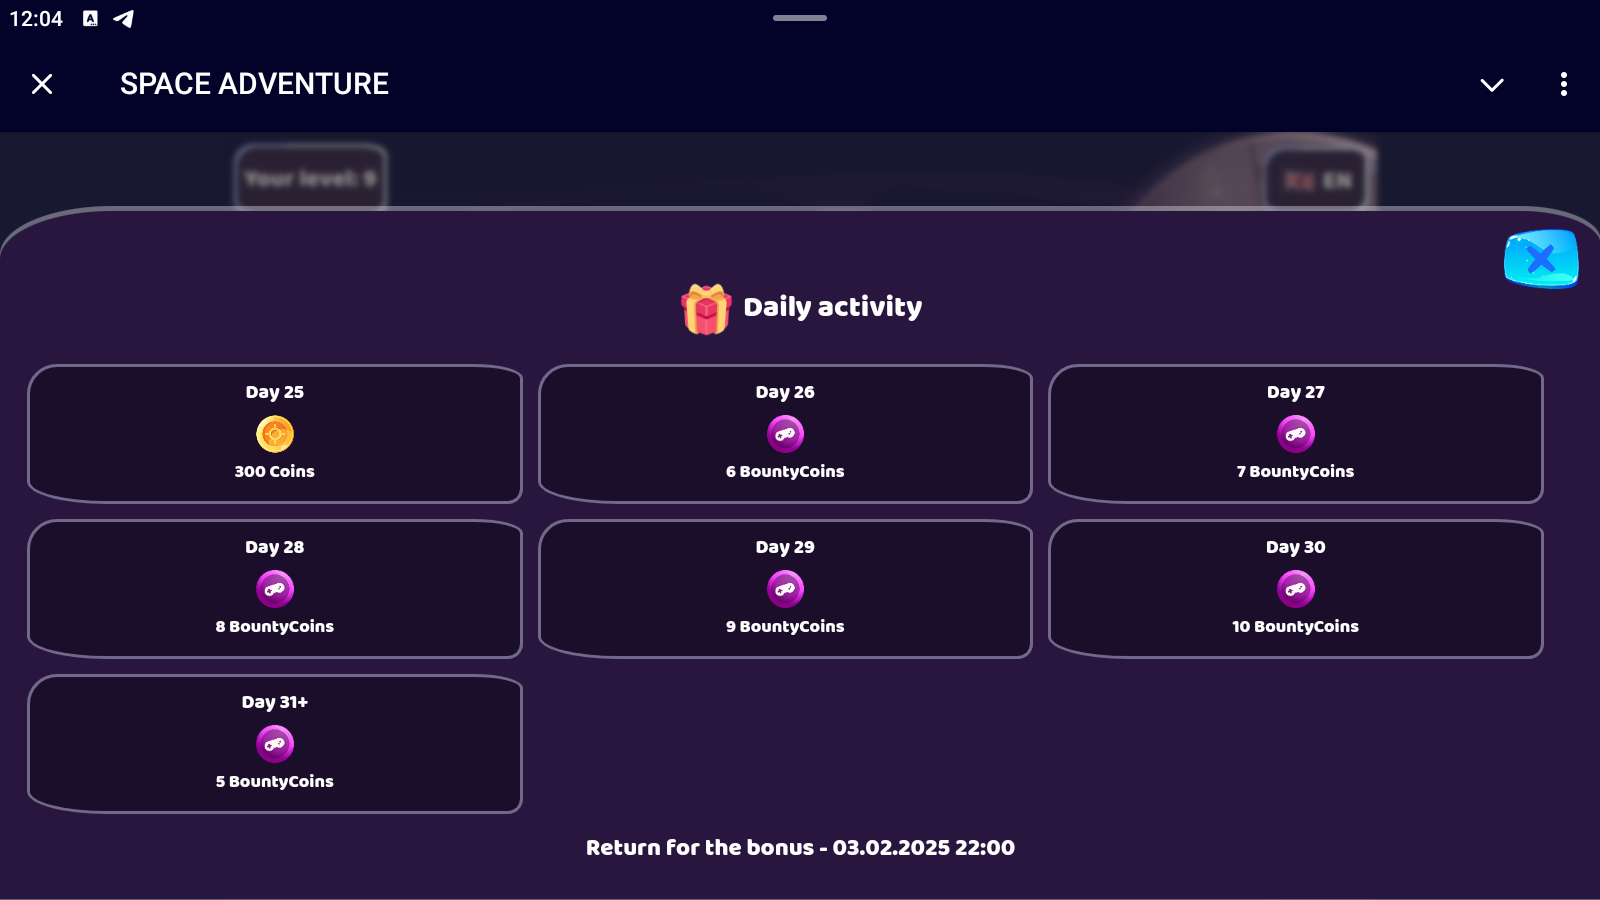 12:04
SPACE ADVENTURE
Your level: 9
EN
Daily activity
Day 25
300 Coins
Day 26
6 BountyCoins
Day 27
7 BountyCoins
Day 28
8 BountyCoins
Day 29
9 BountyCoins
Day 30
10 BountyCoins
Day 31+
5 BountyCoins
Return for the bonus - 03.02.2025 22:00